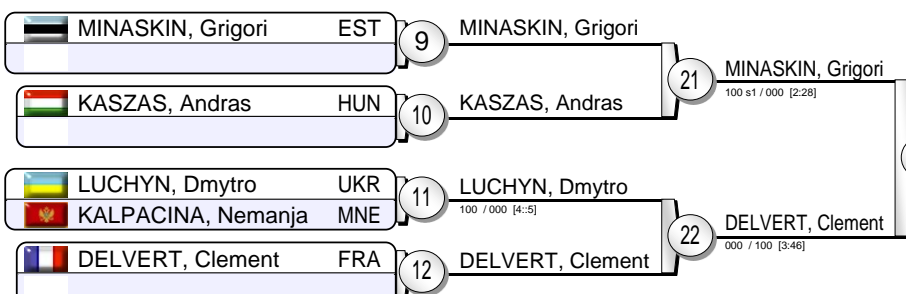 MINASKIN, Grigori EST
9
MINASKIN, Grigori
21
MINASKIN, Grigori
100 s1 / 000 [2:28]
KASZAS, Andras HUN
10
KASZAS, Andras
LUCHYN, Dmytro UKR
11
LUCHYN, Dmytro
KALPACINA, Nemanja MNE
100 / 000 [4::5]
22
DELVERT, Clement
000 / 100 [3:46]
DELVERT, Clement FRA
12
DELVERT, Clement